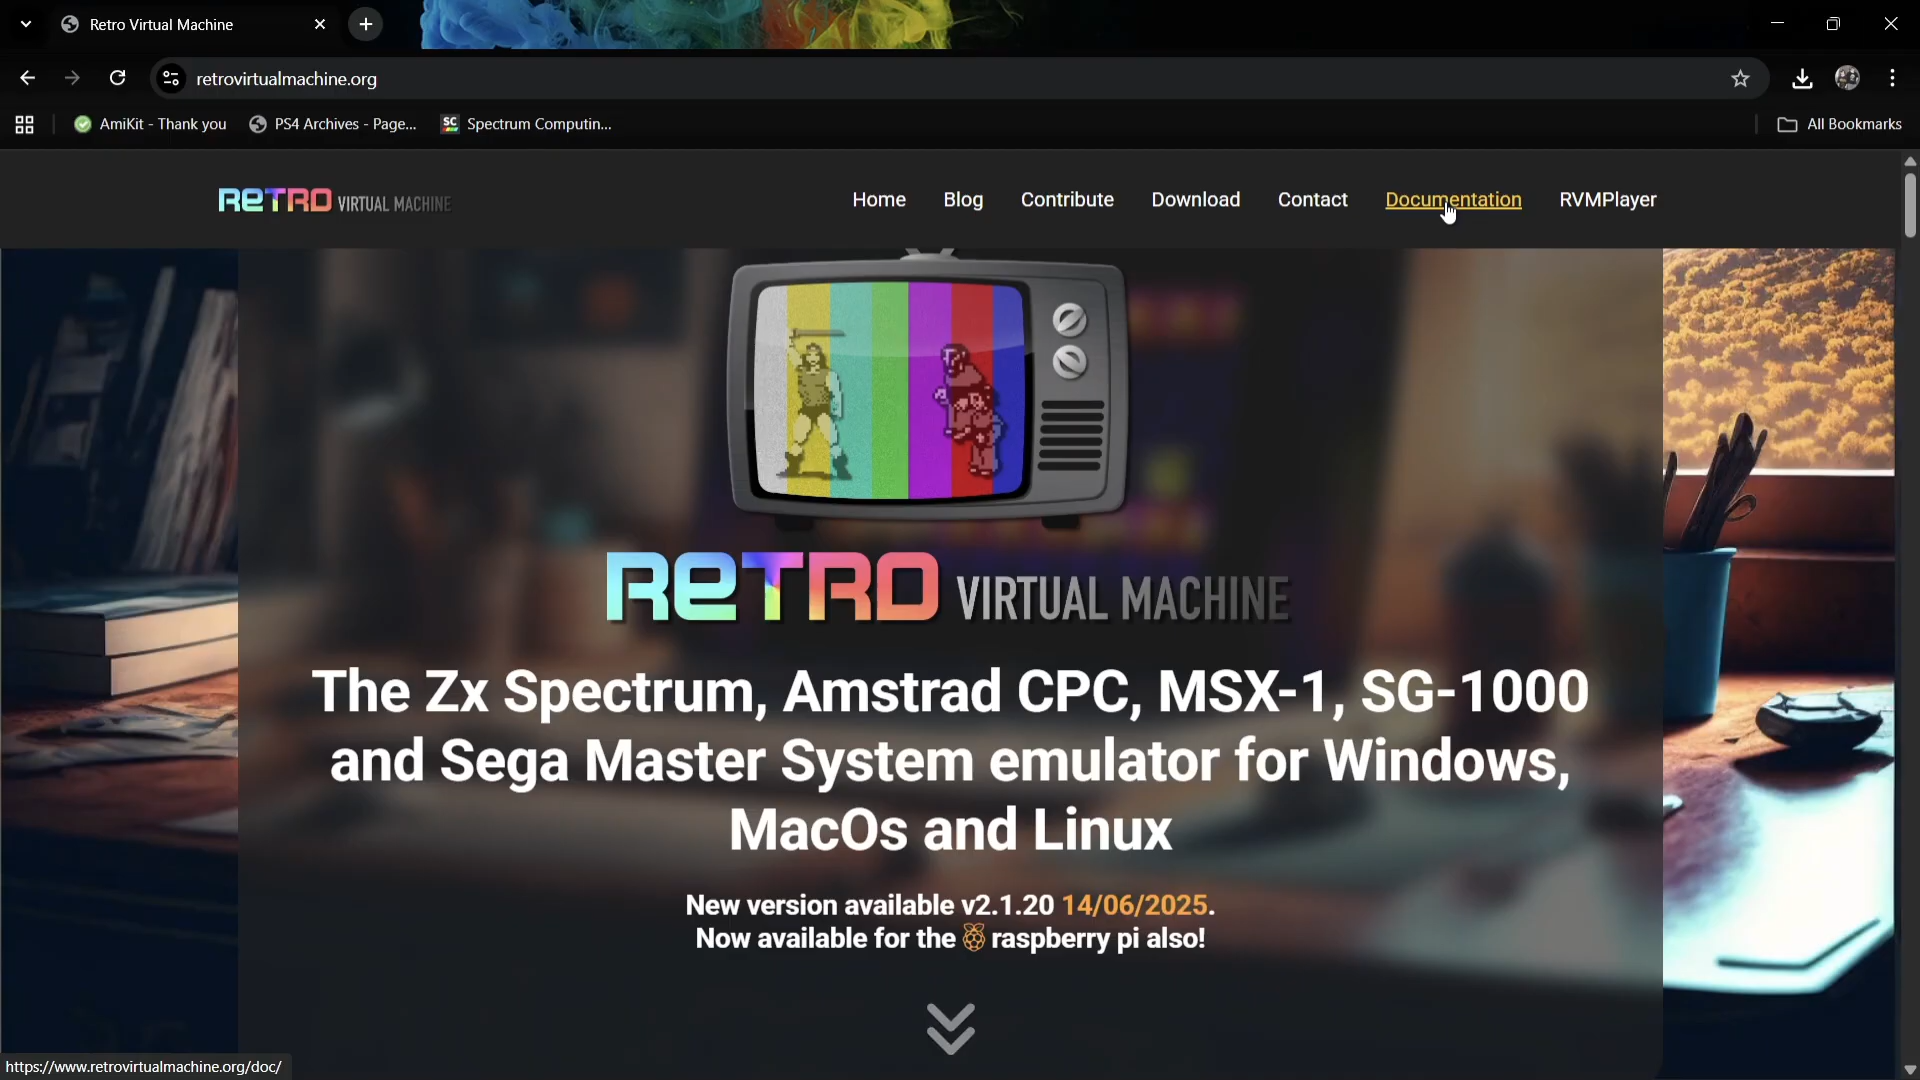 Retro Virtual Machine
retrovirtualmachine.org
AmiKit - Thank you
PS4 Archives - Page...
SC Spectrum Computin...
All Bookmarks
RETRO VIRTUAL MACHINE
Home
Blog
Contribute
Download
Contact
Documentation
RVMPlayer
RETRO VIRTUAL MACHINE
The Zx Spectrum, Amstrad CPC, MSX-1, SG-1000
and Sega Master System emulator for Windows,
MacOs and Linux
New version available v2.1.20 14/06/2025.
Now available for the raspberry pi also!
https://www.retrovirtualmachine.org/doc/